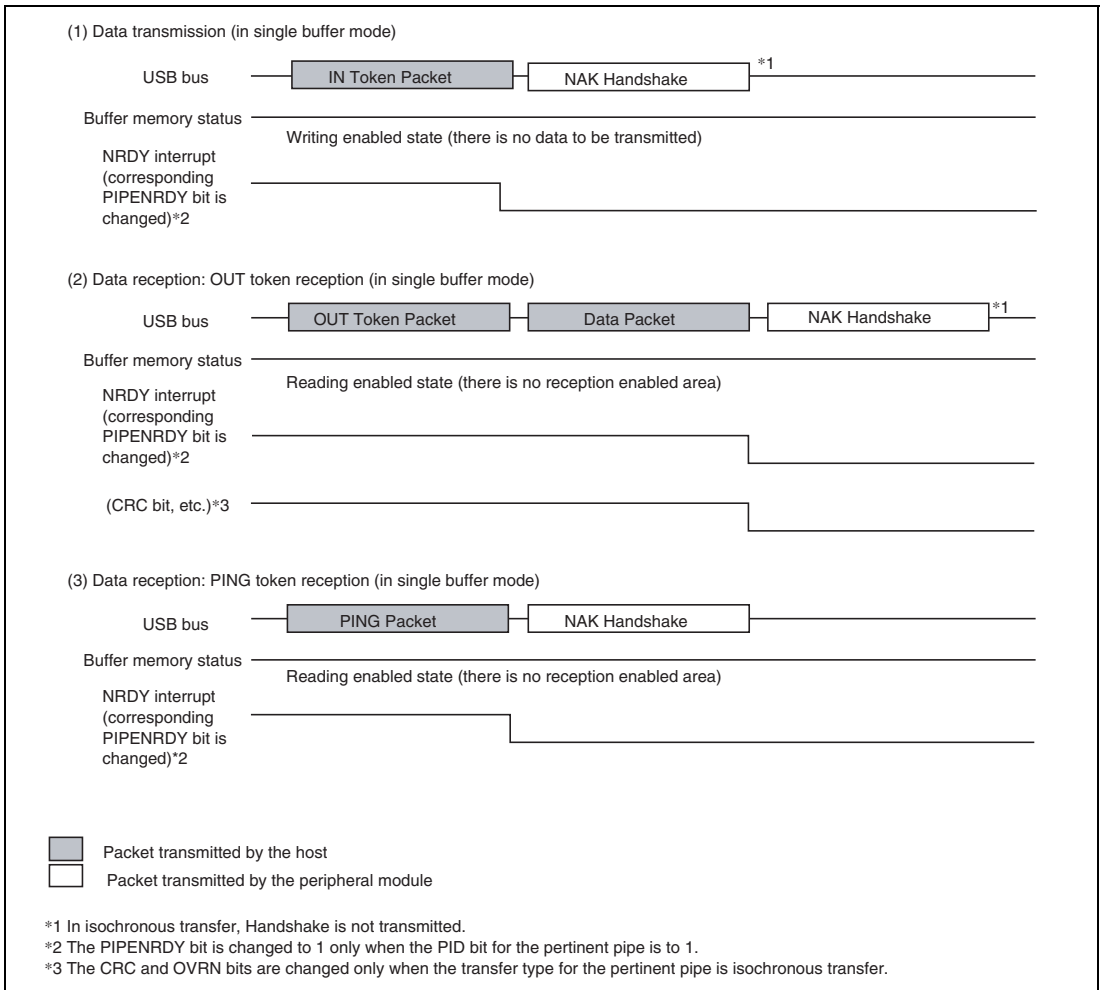 (1) Data transmission (in single buffer mode)
USB bus
IN Token Packet
NAK Handshake
*1
Buffer memory status
Writing enabled state (there is no data to be transmitted)
NRDY interrupt
(corresponding
PIPENRDY bit is
changed)*2
(2) Data reception: OUT token reception (in single buffer mode)
USB bus
OUT Token Packet
Data Packet
NAK Handshake
*1
Buffer memory status
Reading enabled state (there is no reception enabled area)
NRDY interrupt
(corresponding
PIPENRDY bit is
changed)*2
(CRC bit, etc.)*3
(3) Data reception: PING token reception (in single buffer mode)
USB bus
PING Packet
NAK Handshake
Buffer memory status
Reading enabled state (there is no reception enabled area)
NRDY interrupt
(corresponding
PIPENRDY bit is
changed)*2
Packet transmitted by the host
Packet transmitted by the peripheral module
*1 In isochronous transfer, Handshake is not transmitted.
*2 The PIPENRDY bit is changed to 1 only when the PID bit for the pertinent pipe is to 1.
*3 The CRC and OVRN bits are changed only when the transfer type for the pertinent pipe is isochronous transfer.